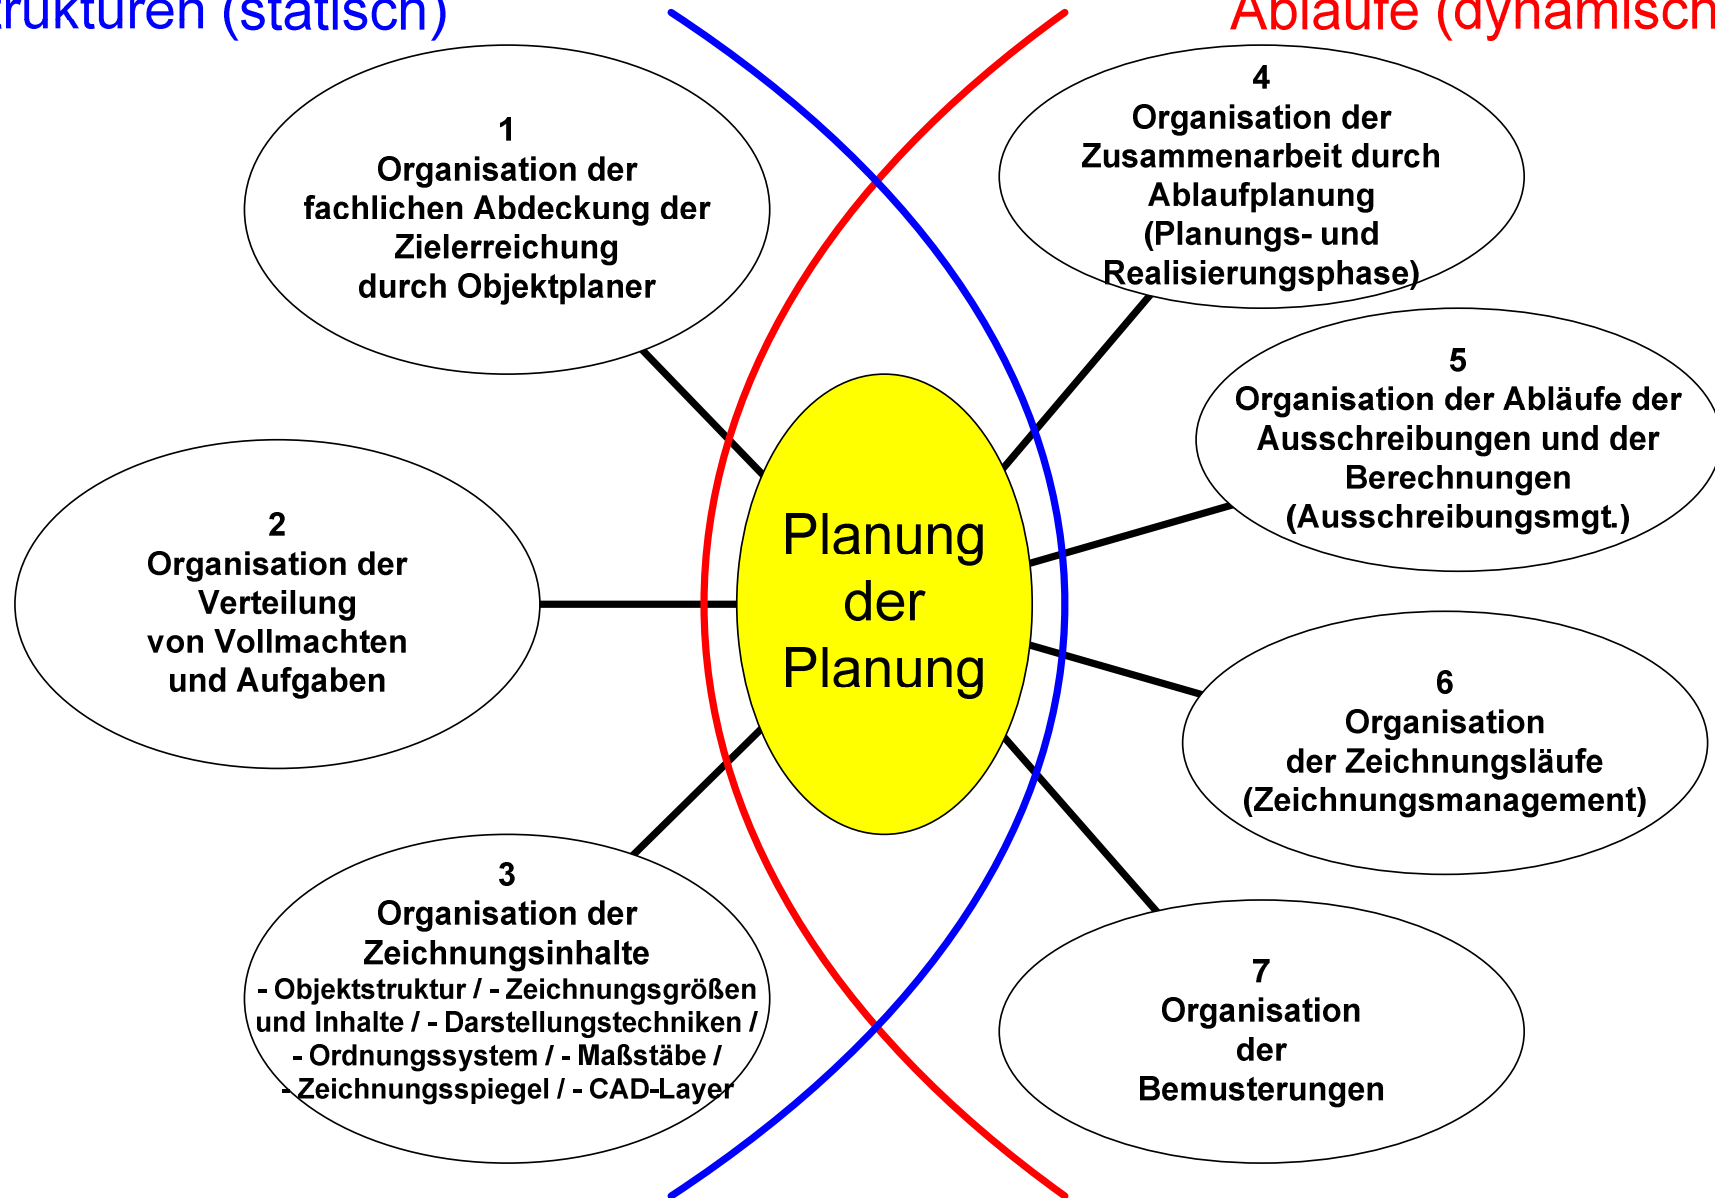 trukturen (statisch)
Abläufe (dynamisch
1
Organisation der
fachlichen Abdeckung der
Zielerreichung
durch Objektplaner
2
Organisation der
Verteilung
von Vollmachten
und Aufgaben
3
Organisation der
Zeichnungsinhalte
- Objektstruktur / - Zeichnungsgrößen
und Inhalte / - Darstellungstechniken /
- Ordnungssystem / - Maßstäbe /
- Zeichnungsspiegel / - CAD-Layer
Planung
der
Planung
4
Organisation der
Zusammenarbeit durch
Ablaufplanung
(Planungs- und
Realisierungsphase)
5
Organisation der Abläufe der
Ausschreibungen und der
Berechnungen
(Ausschreibungsmgt.)
6
Organisation
der Zeichnungsläufe
(Zeichnungsmanagement)
7
Organisation
der
Bemusterungen